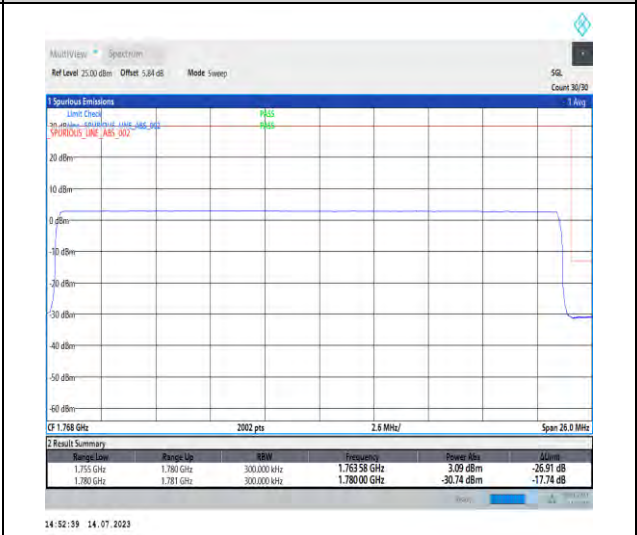 MultiView Spectrum
Ref Level 25.00 dBm Offset 5.84 dB Mode Sweep SGL
Count 30/30
1 Spurious Emissions 1 Avg
Limit Check PASS
30 dBm SPURIOUS_LINE_ABS_002 PASS
SPURIOUS_LINE_ABS_002
20 dBm
10 dBm
0 dBm
-10 dBm
-20 dBm
-30 dBm
-40 dBm
-50 dBm
-60 dBm
CF 1.768 GHz 2002 pts 2.6 MHz/ Span 26.0 MHz
2 Result Summary
Range Low Range Up RBW Frequency Power Abs ΔLimit
1.755 GHz 1.780 GHz 300.000 kHz 1.763 58 GHz 3.09 dBm -26.91 dB
1.780 GHz 1.781 GHz 300.000 kHz 1.780 00 GHz -30.74 dBm -17.74 dB
14:52:39 14.07.2023